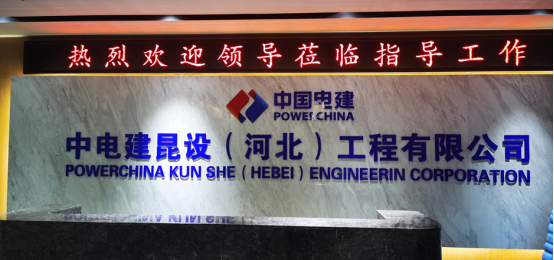 热烈欢迎领导莅临指导工作
中国电建
POWERCHINA
中电建昆设（河北）工程有限公司
POWERCHINA KUN SHE（HEBEI）ENGINEERIN CORPORATION